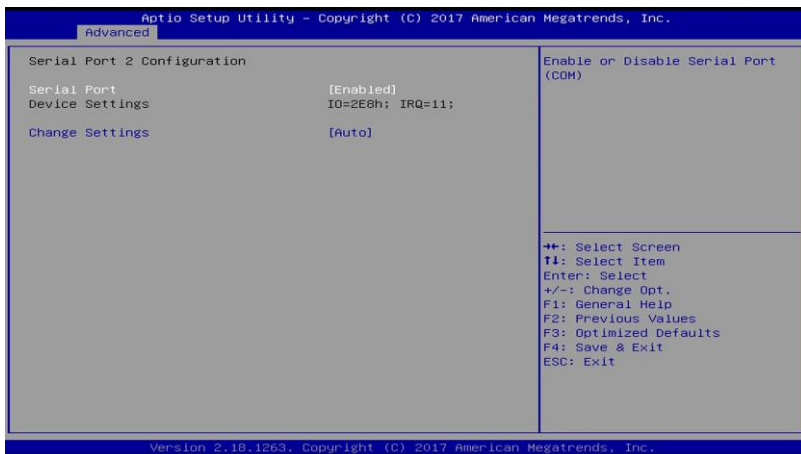 Aptio Setup Utility – Copyright (C) 2017 American Megatrends, Inc.
Advanced
Serial Port 2 Configuration
Serial Port [Enabled]
Device Settings IO=2E8h; IRQ=11;
Change Settings [Auto]
Enable or Disable Serial Port
(COM)
→←: Select Screen
↑↓: Select Item
Enter: Select
+/-: Change Opt.
F1: General Help
F2: Previous Values
F3: Optimized Defaults
F4: Save & Exit
ESC: Exit
Version 2.18.1263. Copyright (C) 2017 American Megatrends, Inc.